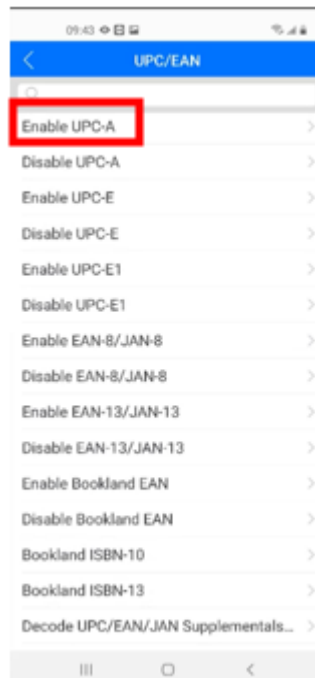 09:43
UPC/EAN
Enable UPC-A
Disable UPC-A
Enable UPC-E
Disable UPC-E
Enable UPC-E1
Disable UPC-E1
Enable EAN-8/JAN-8
Disable EAN-8/JAN-8
Enable EAN-13/JAN-13
Disable EAN-13/JAN-13
Enable Bookland EAN
Disable Bookland EAN
Bookland ISBN-10
Bookland ISBN-13
Decode UPC/EAN/JAN Supplementals...